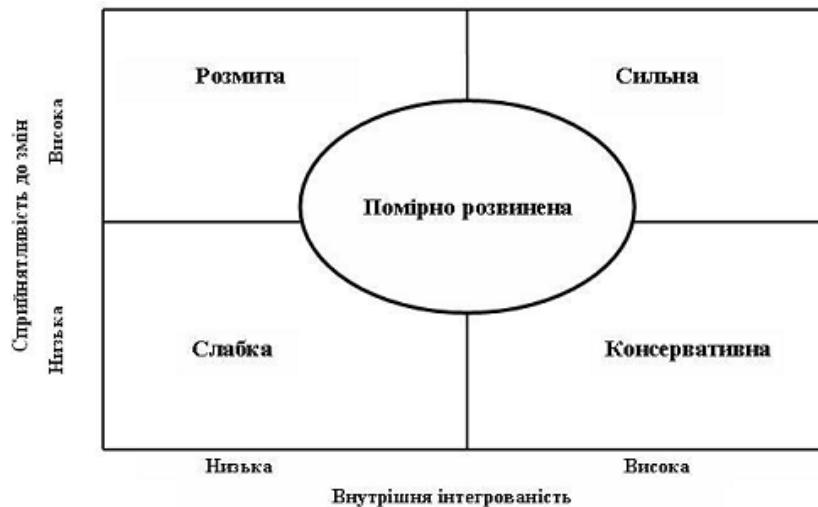 Розмита
Сильна
Сприйнятливість до змін
Висока
Помірно розвинена
Низька
Слабка
Консервативна
Низька
Висока
Внутрішня інтегрованість